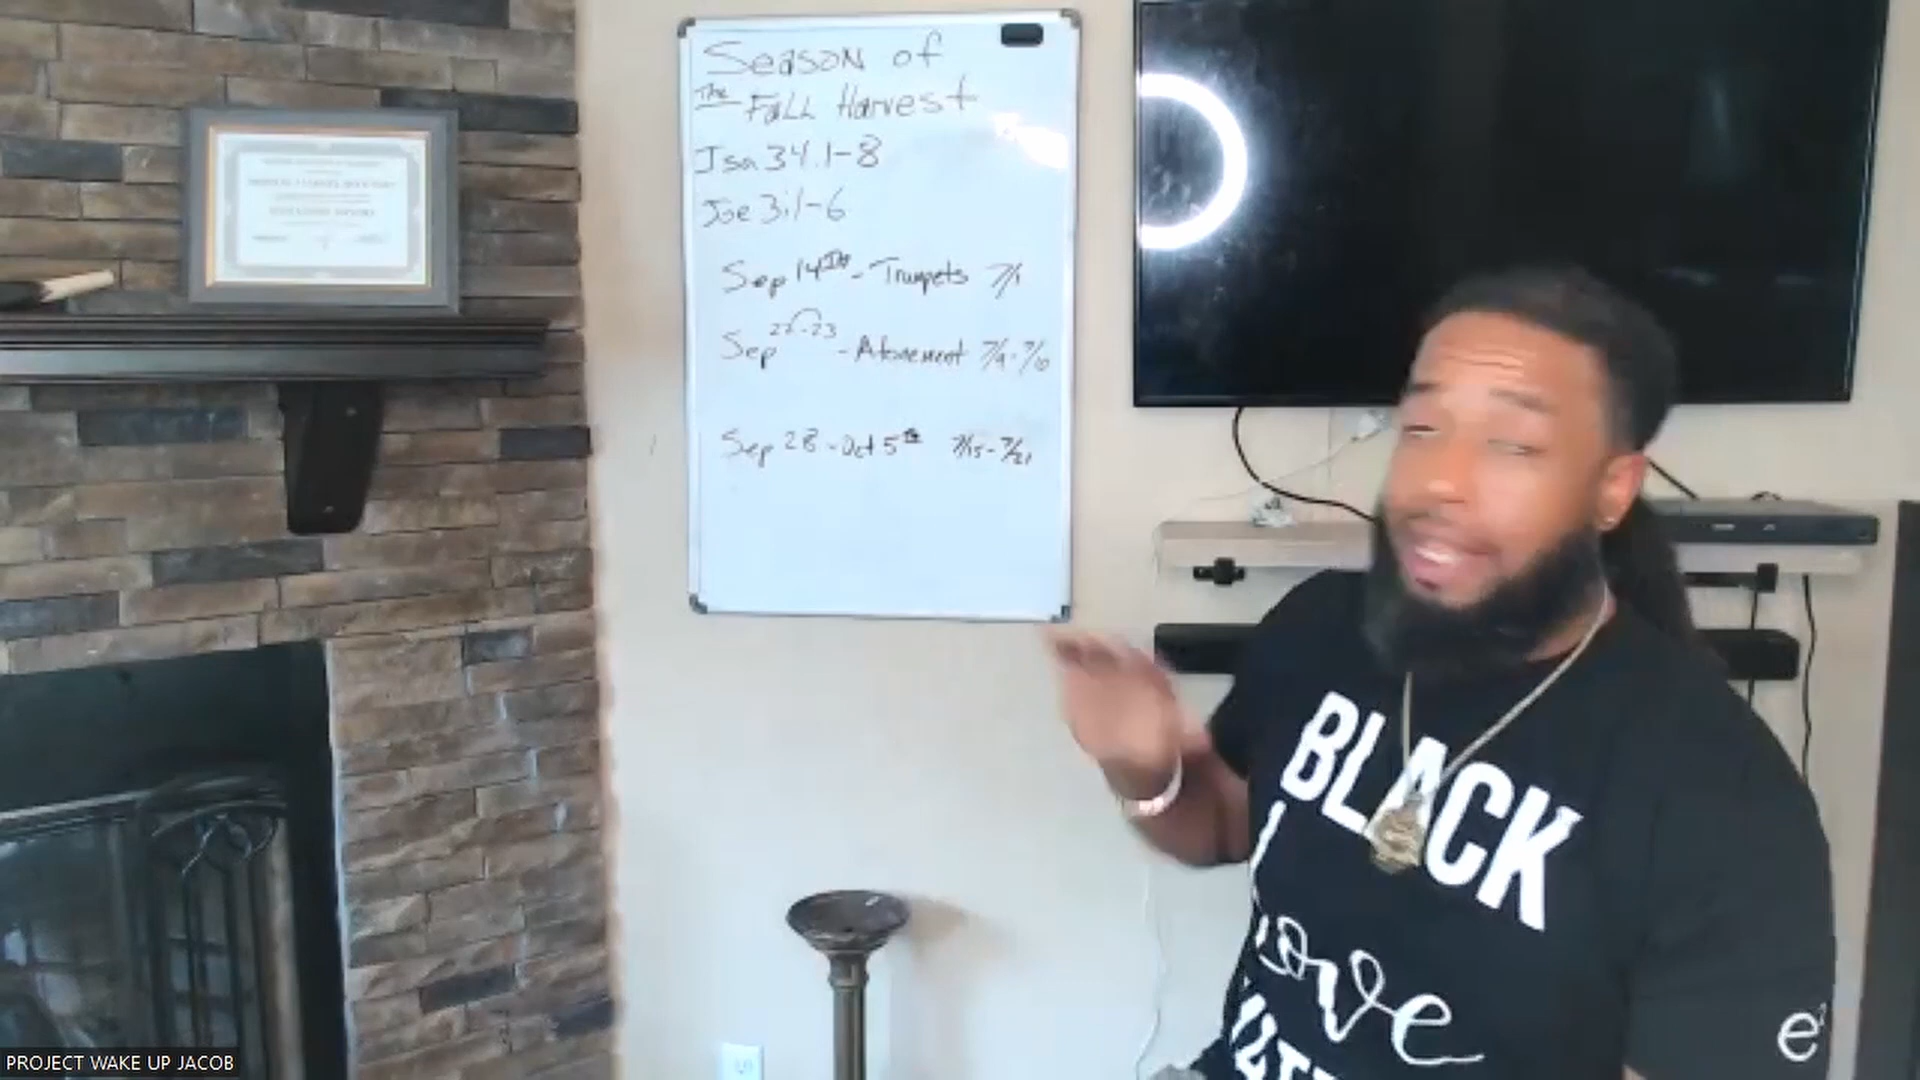 Season of
The Fall Harvest
Isa 34.1-8
Joe 3:1-6
Sep 14th - Trumpets 7/1
Sep 22-23 - Atonement 7/9-7/10
Sep 28-Oct 5th 7/15-7/21
BLACK
Love
e²
PROJECT WAKE UP JACOB